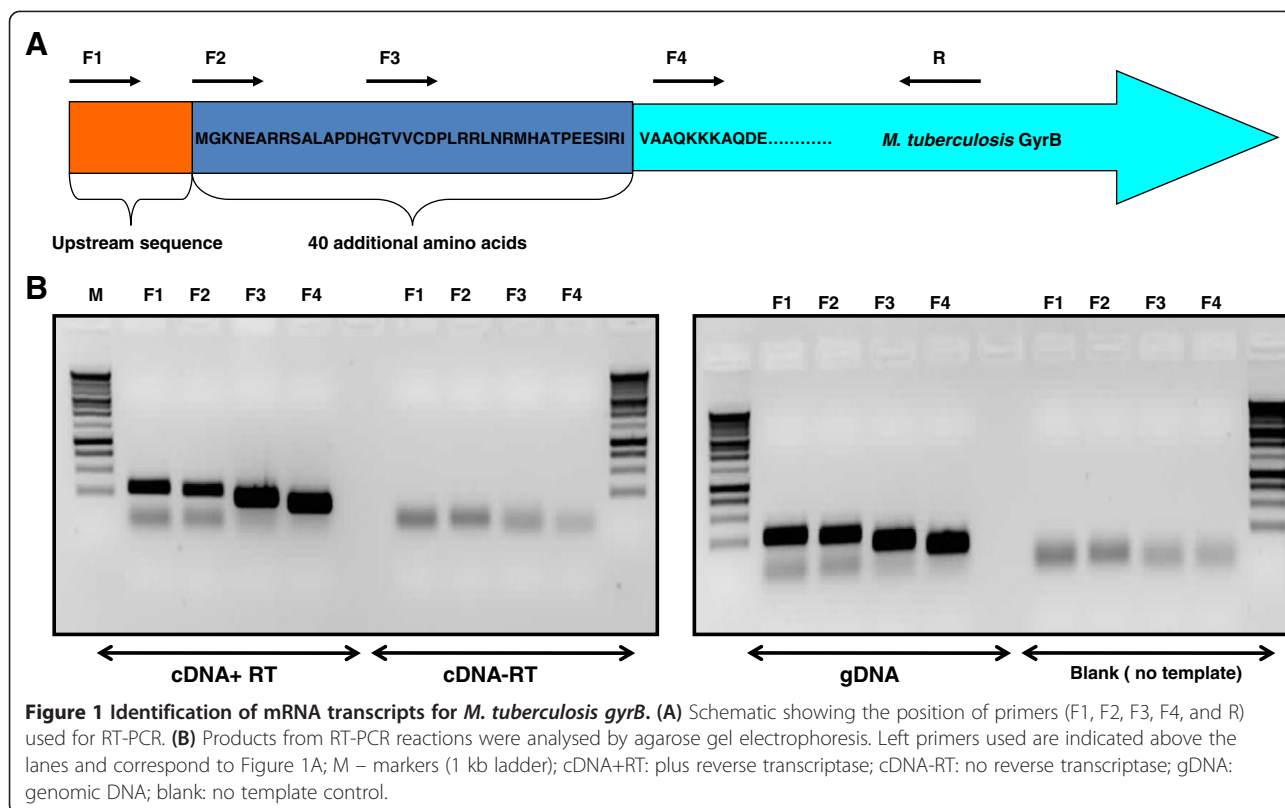 A
F1 F2 F3 F4 R
MGKNEARRSALAPDHGTVVCDPLRRLNRMHATPEESIRI VAAQKKKAQDE............ M. tuberculosis GyrB
Upstream sequence 40 additional amino acids
B
M F1 F2 F3 F4 F1 F2 F3 F4 F1 F2 F3 F4 F1 F2 F3 F4
cDNA+ RT cDNA-RT gDNA Blank ( no template)
Figure 1 Identification of mRNA transcripts for M. tuberculosis gyrB. (A) Schematic showing the position of primers (F1, F2, F3, F4, and R)
used for RT-PCR. (B) Products from RT-PCR reactions were analysed by agarose gel electrophoresis. Left primers used are indicated above the
lanes and correspond to Figure 1A; M – markers (1 kb ladder); cDNA+RT: plus reverse transcriptase; cDNA-RT: no reverse transcriptase; gDNA:
genomic DNA; blank: no template control.